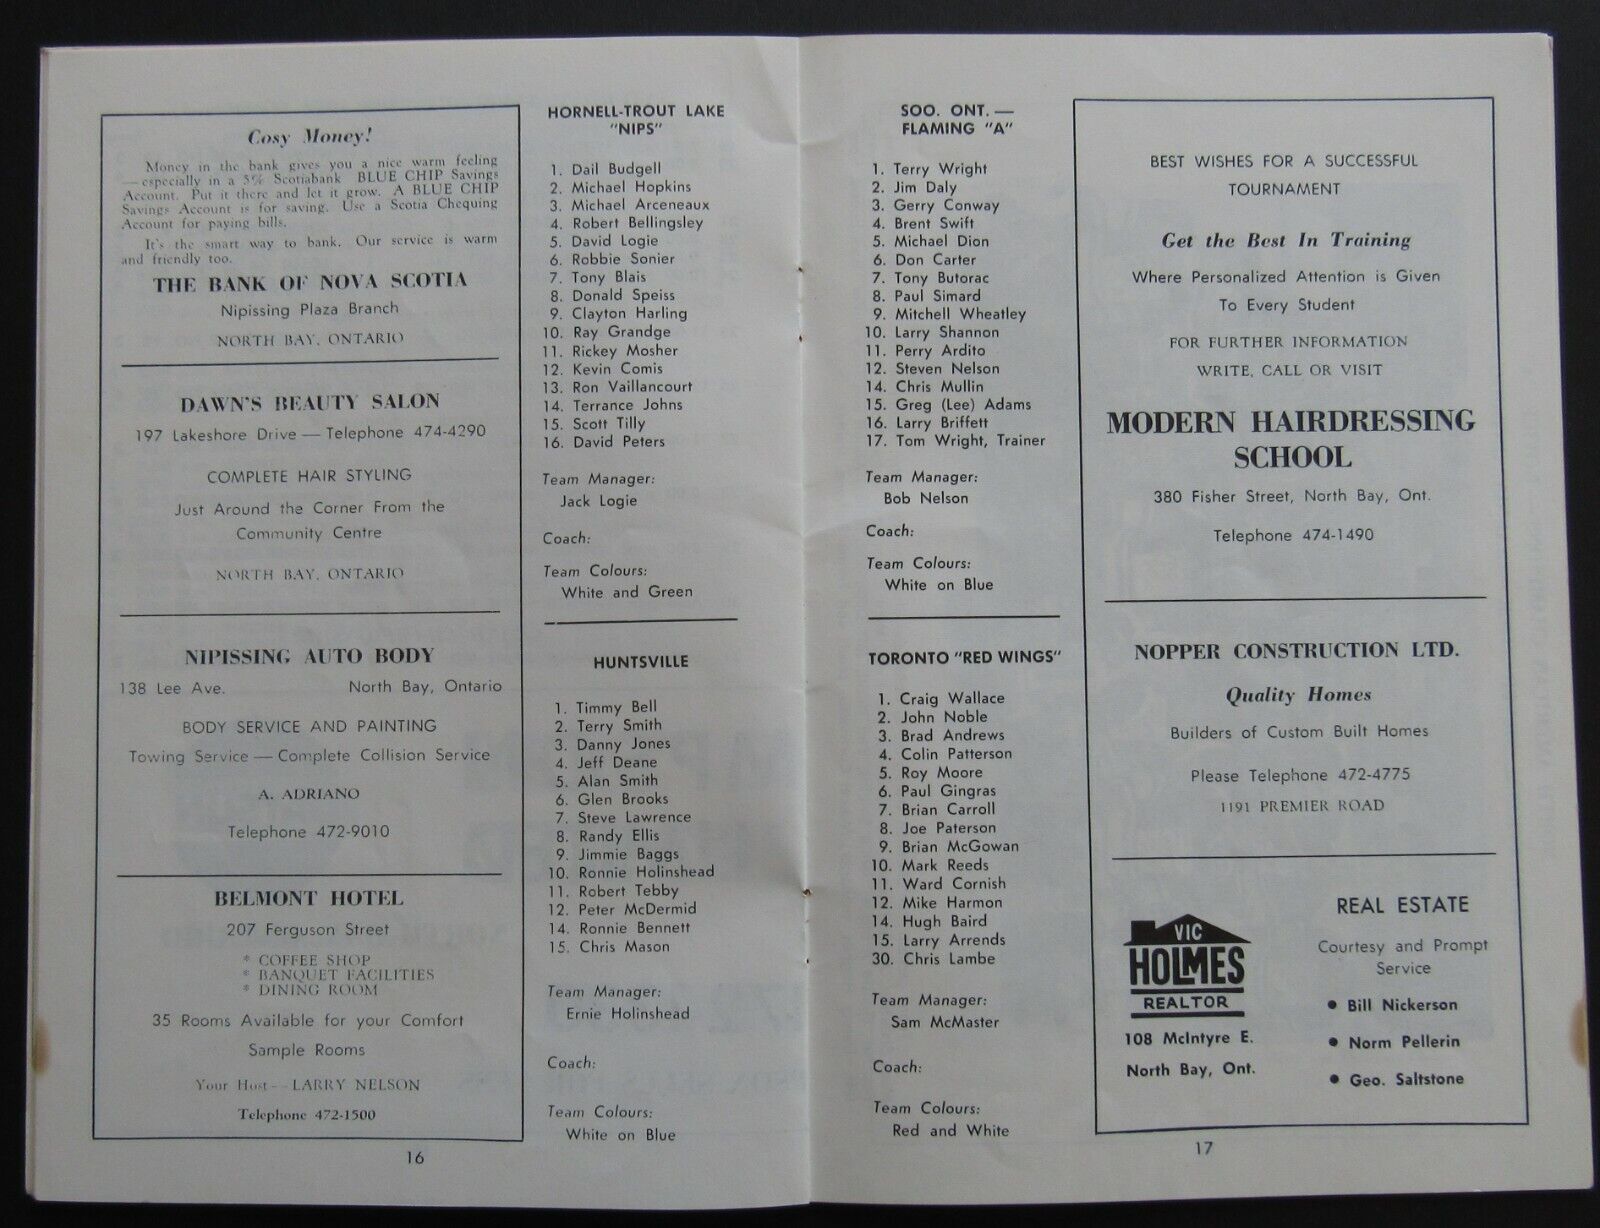 Cosy Money!
Money in the bank gives you a nice warm feeling
—especially in a 5% Scotiabank BLUE CHIP Savings
Account. Put it there and let it grow. A BLUE CHIP
Savings Account is for saving. Use a Scotia Chequing
Account for paying bills.
It's the smart way to bank. Our service is warm
and friendly too.
THE BANK OF NOVA SCOTIA
Nipissing Plaza Branch
NORTH BAY, ONTARIO
DAWN'S BEAUTY SALON
197 Lakeshore Drive — Telephone 474-4290
COMPLETE HAIR STYLING
Just Around the Corner From the
Community Centre
NORTH BAY, ONTARIO
NIPISSING AUTO BODY
138 Lee Ave. North Bay, Ontario
BODY SERVICE AND PAINTING
Towing Service — Complete Collision Service
A. ADRIANO
Telephone 472-9010
BELMONT HOTEL
207 Ferguson Street
* COFFEE SHOP
* BANQUET FACILITIES
* DINING ROOM
35 Rooms Available for your Comfort
Sample Rooms
Your Host -- LARRY NELSON
Telephone 472-1500
HORNELL-TROUT LAKE
"NIPS"
1. Dail Budgell
2. Michael Hopkins
3. Michael Arceneaux
4. Robert Bellingsley
5. David Logie
6. Robbie Sonier
7. Tony Blais
8. Donald Speiss
9. Clayton Harling
10. Ray Grandge
11. Rickey Mosher
12. Kevin Comis
13. Ron Vaillancourt
14. Terrance Johns
15. Scott Tilly
16. David Peters
Team Manager:
Jack Logie
Coach:
Team Colours:
White and Green
HUNTSVILLE
1. Timmy Bell
2. Terry Smith
3. Danny Jones
4. Jeff Deane
5. Alan Smith
6. Glen Brooks
7. Steve Lawrence
8. Randy Ellis
9. Jimmie Baggs
10. Ronnie Holinshead
11. Robert Tebby
12. Peter McDermid
14. Ronnie Bennett
15. Chris Mason
Team Manager:
Ernie Holinshead
Coach:
Team Colours:
White on Blue
16
SOO. ONT. —
FLAMING "A"
1. Terry Wright
2. Jim Daly
3. Gerry Conway
4. Brent Swift
5. Michael Dion
6. Don Carter
7. Tony Butorac
8. Paul Simard
9. Mitchell Wheatley
10. Larry Shannon
11. Perry Ardito
12. Steven Nelson
14. Chris Mullin
15. Greg (Lee) Adams
16. Larry Briffett
17. Tom Wright, Trainer
Team Manager:
Bob Nelson
Coach:
Team Colours:
White on Blue
TORONTO "RED WINGS"
1. Craig Wallace
2. John Noble
3. Brad Andrews
4. Colin Patterson
5. Roy Moore
6. Paul Gingras
7. Brian Carroll
8. Joe Paterson
9. Brian McGowan
10. Mark Reeds
11. Ward Cornish
12. Mike Harmon
14. Hugh Baird
15. Larry Arrends
30. Chris Lambe
Team Manager:
Sam McMaster
Coach:
Team Colours:
Red and White
BEST WISHES FOR A SUCCESSFUL
TOURNAMENT
Get the Best In Training
Where Personalized Attention is Given
To Every Student
FOR FURTHER INFORMATION
WRITE, CALL OR VISIT
MODERN HAIRDRESSING
SCHOOL
380 Fisher Street, North Bay, Ont.
Telephone 474-1490
NOPPER CONSTRUCTION LTD.
Quality Homes
Builders of Custom Built Homes
Please Telephone 472-4775
1191 PREMIER ROAD
VIC
HOLMES
REALTOR
108 McIntyre E.
North Bay, Ont.
REAL ESTATE
Courtesy and Prompt
Service
• Bill Nickerson
• Norm Pellerin
• Geo. Saltstone
17